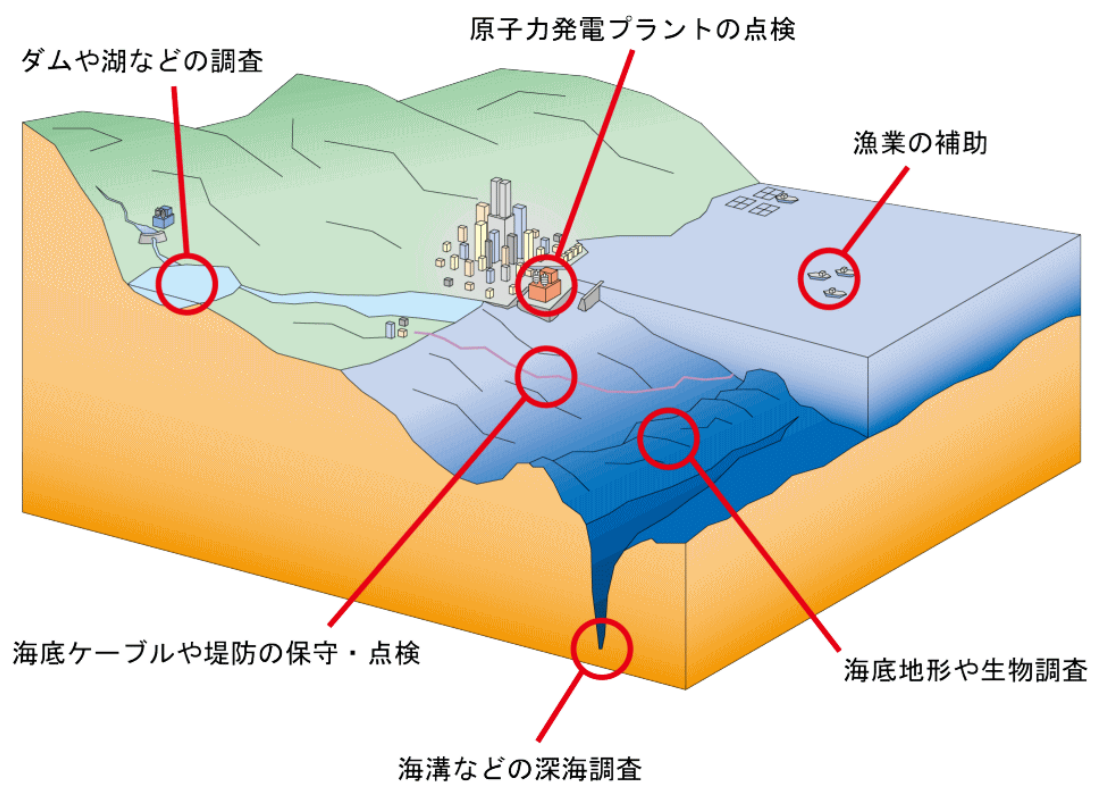 原子力発電プラントの点検
ダムや湖などの調査
漁業の補助
海底ケーブルや堤防の保守・点検
海底地形や生物調査
海溝などの深海調査